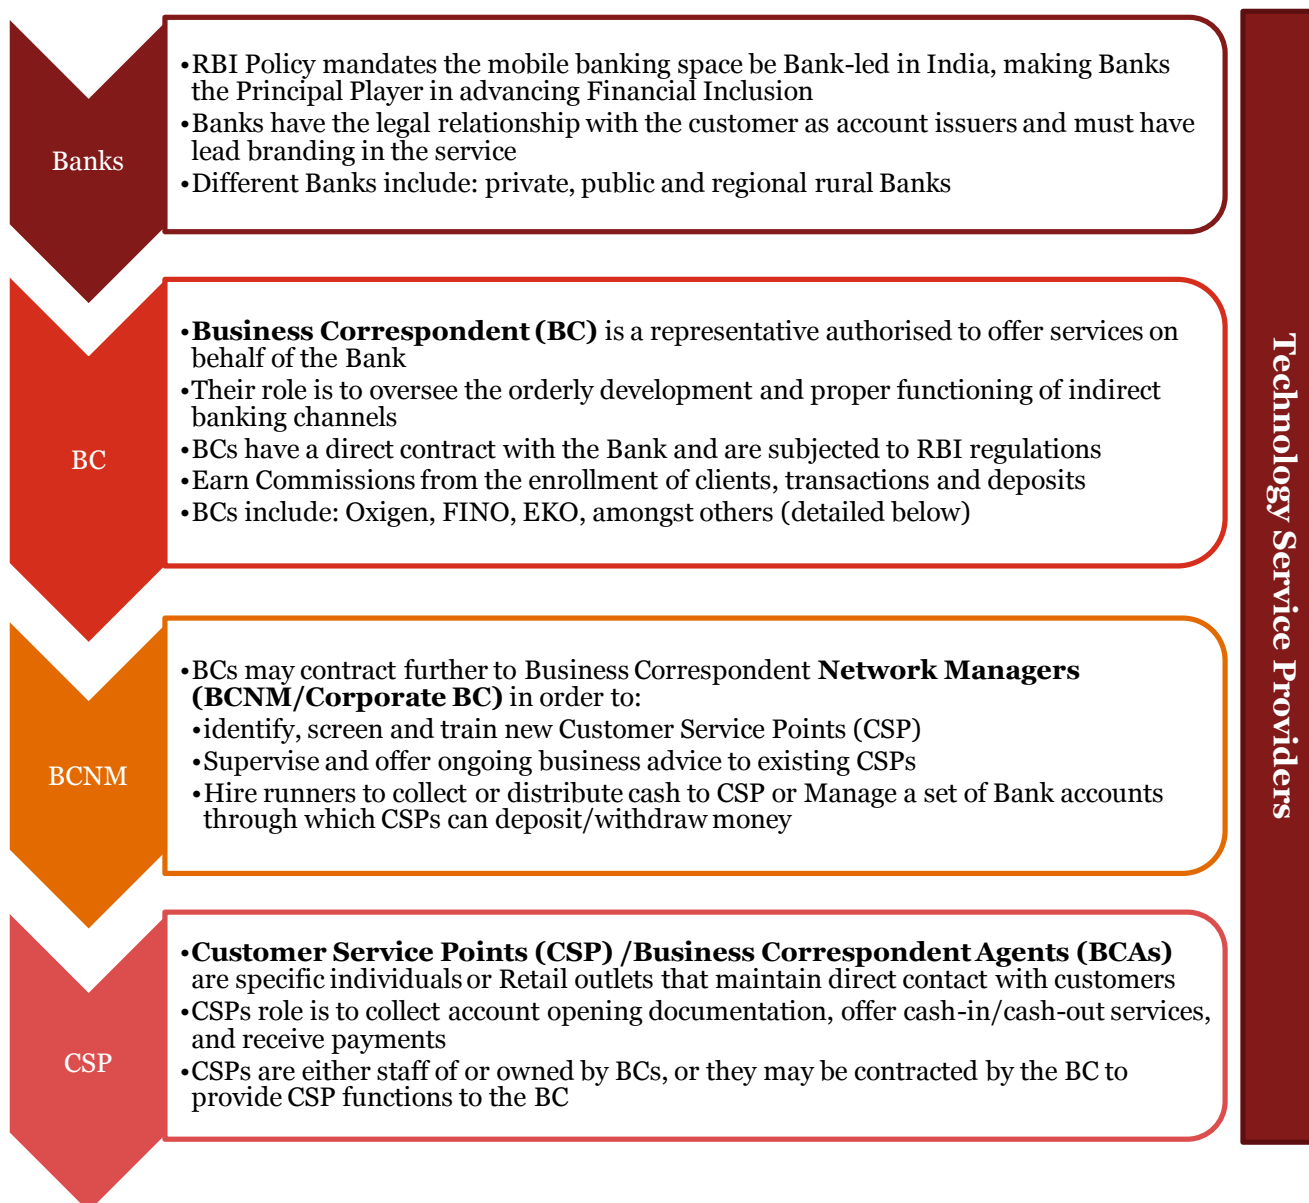 Banks
•RBI Policy mandates the mobile banking space be Bank-led in India, making Banks
the Principal Player in advancing Financial Inclusion
•Banks have the legal relationship with the customer as account issuers and must have
lead branding in the service
•Different Banks include: private, public and regional rural Banks
BC
•Business Correspondent (BC) is a representative authorised to offer services on
behalf of the Bank
•Their role is to oversee the orderly development and proper functioning of indirect
banking channels
•BCs have a direct contract with the Bank and are subjected to RBI regulations
•Earn Commissions from the enrollment of clients, transactions and deposits
•BCs include: Oxigen, FINO, EKO, amongst others (detailed below)
BCNM
•BCs may contract further to Business Correspondent Network Managers
(BCNM/Corporate BC) in order to:
•identify, screen and train new Customer Service Points (CSP)
•Supervise and offer ongoing business advice to existing CSPs
•Hire runners to collect or distribute cash to CSP or Manage a set of Bank accounts
through which CSPs can deposit/withdraw money
CSP
•Customer Service Points (CSP) /Business Correspondent Agents (BCAs)
are specific individuals or Retail outlets that maintain direct contact with customers
•CSPs role is to collect account opening documentation, offer cash-in/cash-out services,
and receive payments
•CSPs are either staff of or owned by BCs, or they may be contracted by the BC to
provide CSP functions to the BC
Technology Service Providers